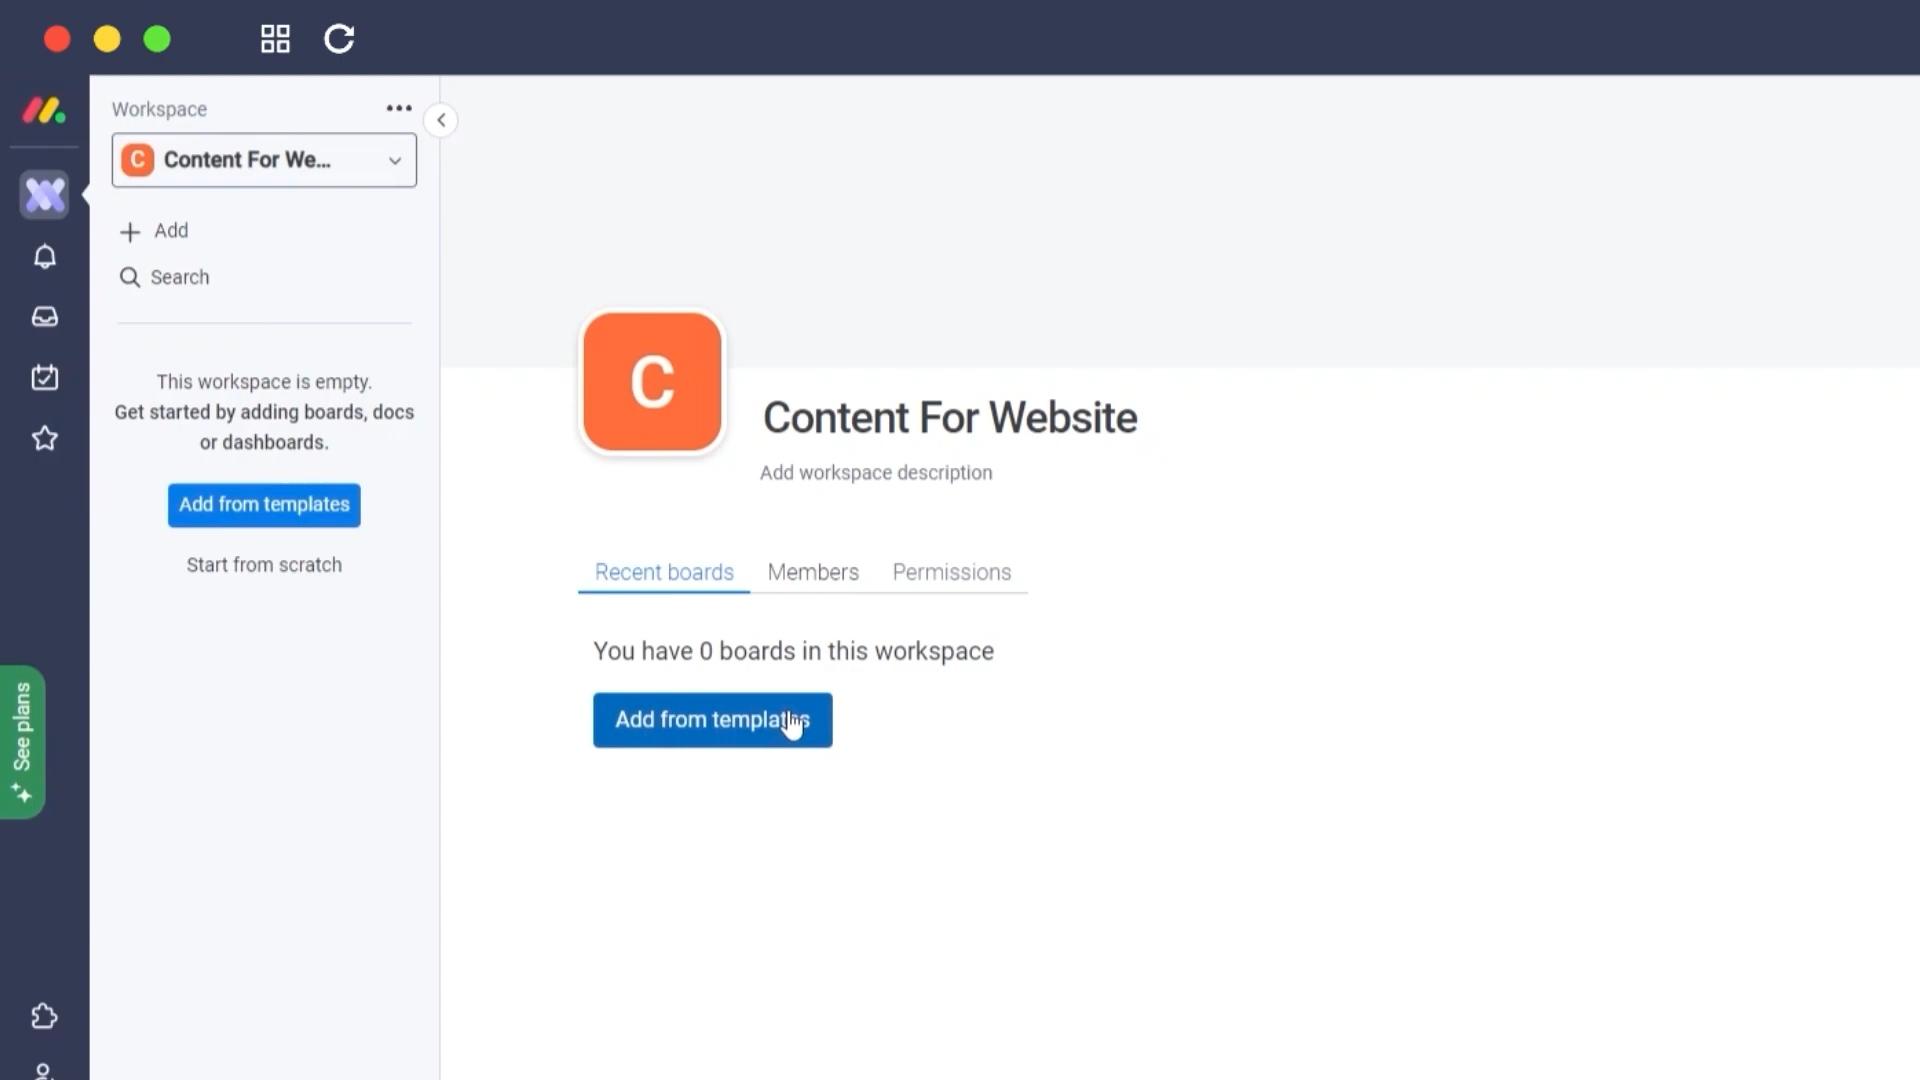 Workspace
C Content For We...
Add
Search
This workspace is empty.
Get started by adding boards, docs
or dashboards.
Add from templates
Start from scratch
See plans
C
Content For Website
Add workspace description
Recent boards Members Permissions
You have 0 boards in this workspace
Add from templates